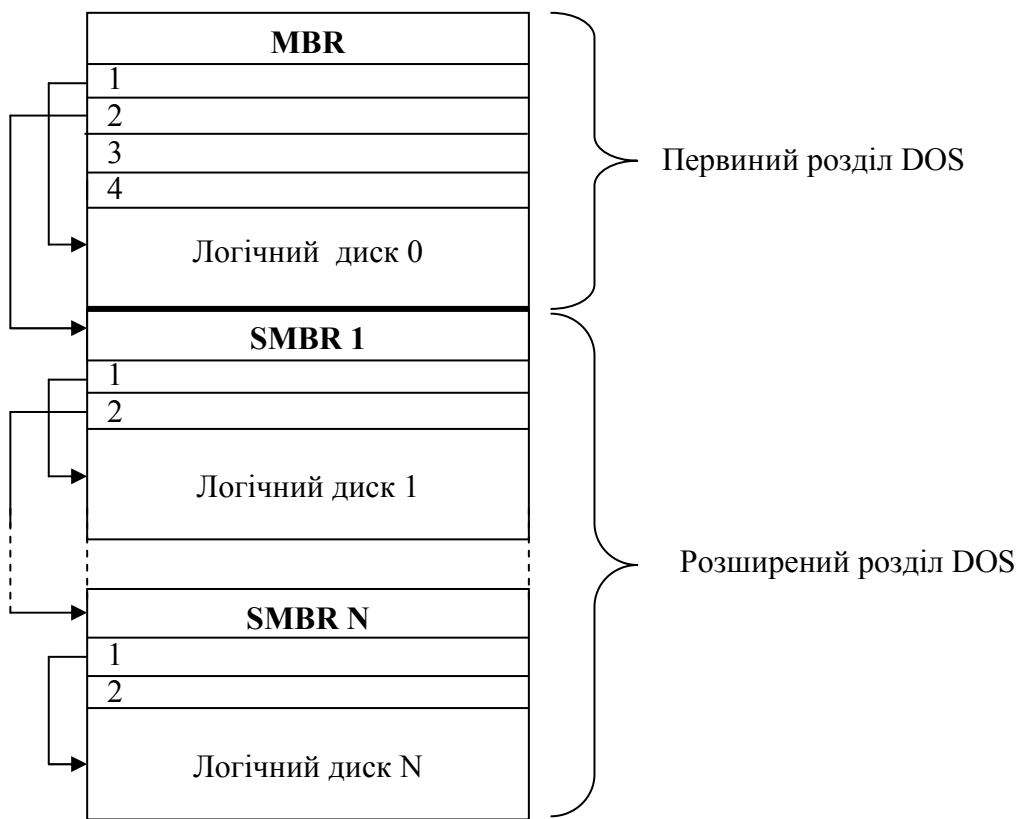 MBR
1
2
3
4
Логічний диск 0
Первиний розділ DOS
SMBR 1
1
2
Логічний диск 1
Розширений розділ DOS
SMBR N
1
2
Логічний диск N